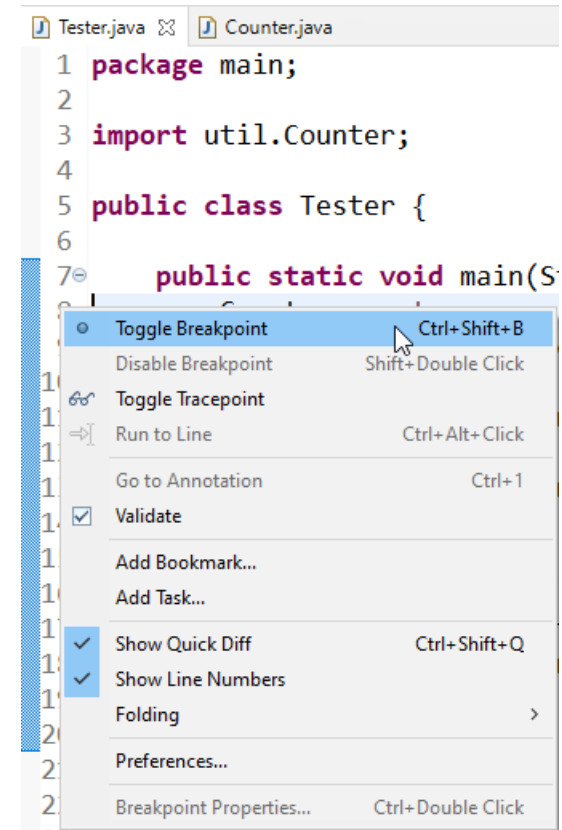 Tester.java
Counter.java
1 package main;
2
3 import util.Counter;
4
5 public class Tester {
6
7 public static void main(S
Toggle Breakpoint Ctrl+Shift+B
Disable Breakpoint Shift+Double Click
Toggle Tracepoint
Run to Line Ctrl+Alt+Click
Go to Annotation Ctrl+1
Validate
Add Bookmark...
Add Task...
Show Quick Diff Ctrl+Shift+Q
Show Line Numbers
Folding
Preferences...
Breakpoint Properties... Ctrl+Double Click